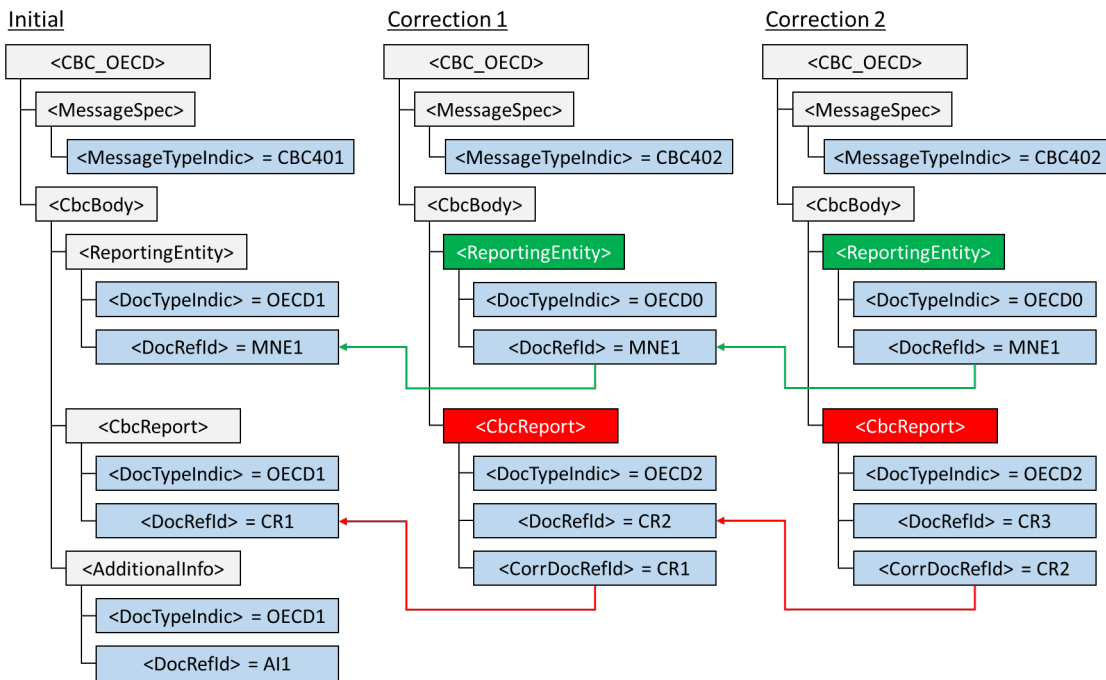 Initial
<CBC_OECD>
<MessageSpec>
<MessageTypeIndic> = CBC401
<CbcBody>
<ReportingEntity>
<DocTypeIndic> = OECD1
<DocRefId> = MNE1
<CbcReport>
<DocTypeIndic> = OECD1
<DocRefId> = CR1
<AdditionalInfo>
<DocTypeIndic> = OECD1
<DocRefId> = AI1
Correction 1
<CBC_OECD>
<MessageSpec>
<MessageTypeIndic> = CBC402
<CbcBody>
<ReportingEntity>
<DocTypeIndic> = OECD0
<DocRefId> = MNE1
<CbcReport>
<DocTypeIndic> = OECD2
<DocRefId> = CR2
<CorrDocRefId> = CR1
Correction 2
<CBC_OECD>
<MessageSpec>
<MessageTypeIndic> = CBC402
<CbcBody>
<ReportingEntity>
<DocTypeIndic> = OECD0
<DocRefId> = MNE1
<CbcReport>
<DocTypeIndic> = OECD2
<DocRefId> = CR3
<CorrDocRefId> = CR2